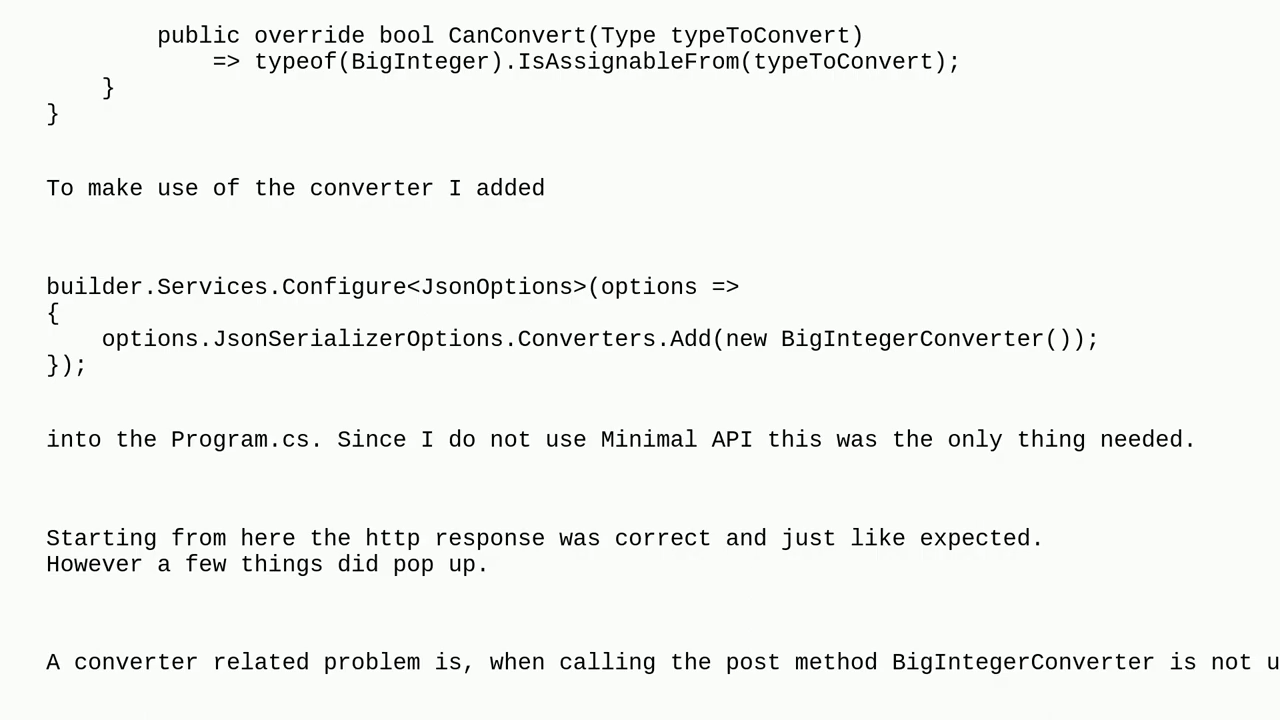 public override bool CanConvert(Type typeToConvert)
            => typeof(BigInteger).IsAssignableFrom(typeToConvert);
    }
}
To make use of the converter I added
builder.Services.Configure<JsonOptions>(options =>
{
    options.JsonSerializerOptions.Converters.Add(new BigIntegerConverter());
});
into the Program.cs. Since I do not use Minimal API this was the only thing needed.
Starting from here the http response was correct and just like expected.
However a few things did pop up.
A converter related problem is, when calling the post method BigIntegerConverter is not